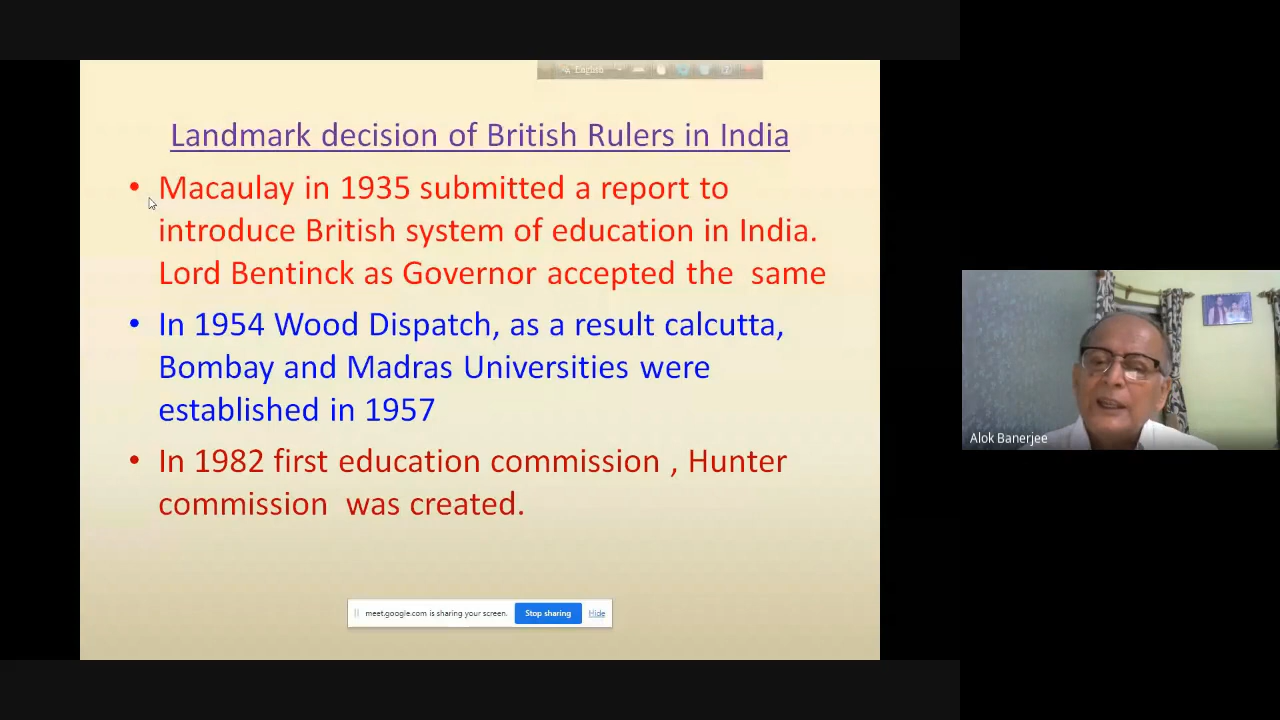 English
Landmark decision of British Rulers in India
• Macaulay in 1935 submitted a report to
introduce British system of education in India.
Lord Bentinck as Governor accepted the same
• In 1954 Wood Dispatch, as a result calcutta,
Bombay and Madras Universities were
established in 1957
• In 1982 first education commission , Hunter
commission was created.
meet.google.com is sharing your screen. Stop sharing Hide
Alok Banerjee